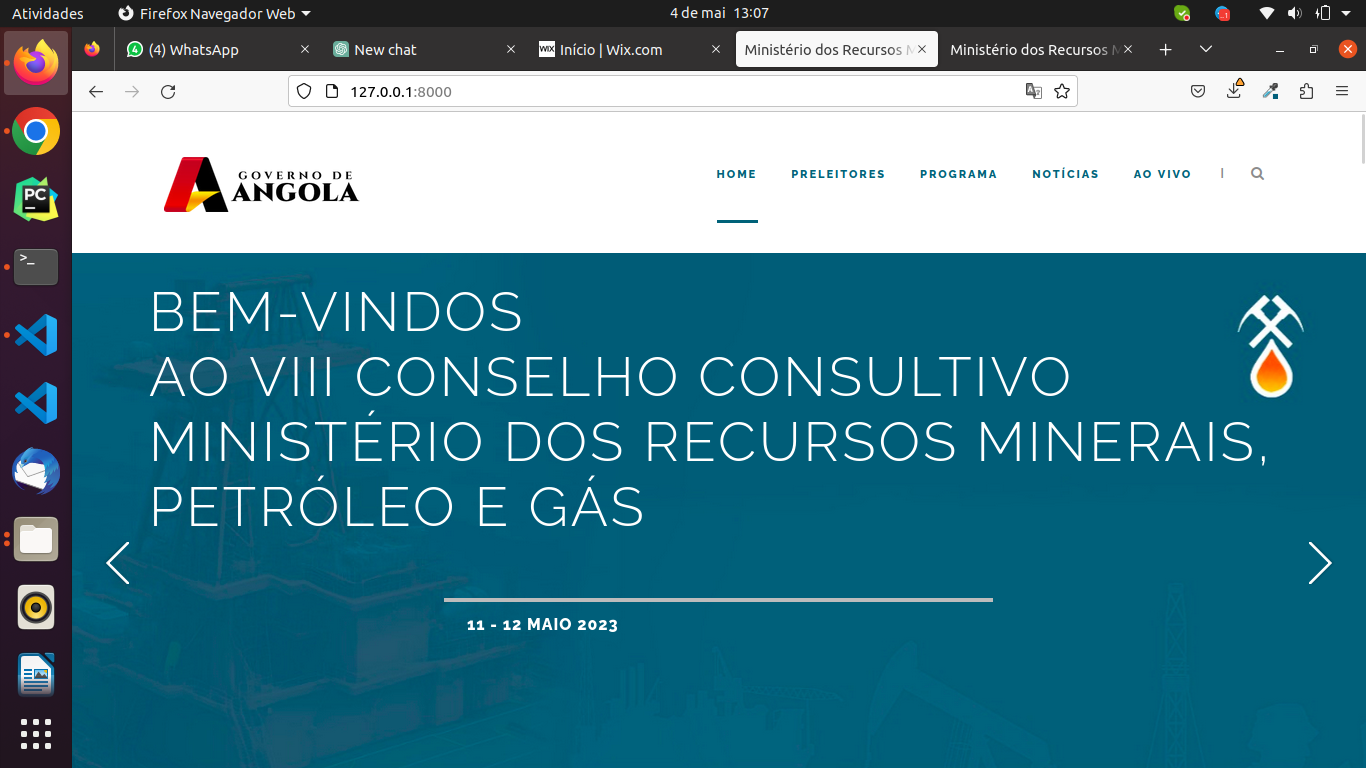 Atividades
Firefox Navegador Web
4 de mai 13:07
(4) WhatsApp
New chat
WIX Início | Wix.com
Ministério dos Recursos M
Ministério dos Recursos M
127.0.0.1:8000
GOVERNO DE
ANGOLA
HOME PRELEITORES PROGRAMA NOTÍCIAS AO VIVO |
PC
>_
BEM-VINDOS
AO VIII CONSELHO CONSULTIVO
MINISTÉRIO DOS RECURSOS MINERAIS,
PETRÓLEO E GÁS
11 - 12 MAIO 2023